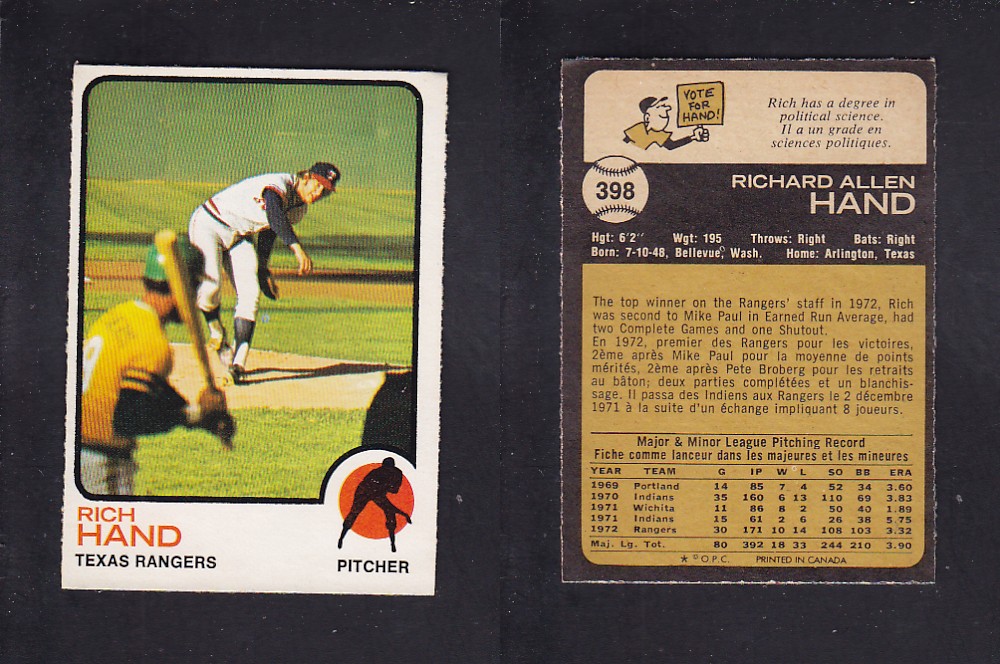 RICH
HAND
TEXAS RANGERS
PITCHER
VOTE
FOR
HAND!
Rich has a degree in
political science.
Il a un grade en
sciences politiques.
398
RICHARD ALLEN
HAND
Hgt: 6'2" Wgt: 195 Throws: Right Bats: Right
Born: 7-10-48, Bellevue, Wash. Home: Arlington, Texas
The top winner on the Rangers' staff in 1972, Rich
was second to Mike Paul in Earned Run Average, had
two Complete Games and one Shutout.
En 1972, premier des Rangers pour les victoires,
2ème après Mike Paul pour la moyenne de points
mérités, 2ème après Pete Broberg pour les retraits
au bâton; deux parties complétées et un blanchis-
sage. Il passa des Indiens aux Rangers le 2 décembre
1971 à la suite d'un échange impliquant 8 joueurs.
Major & Minor League Pitching Record
Fiche comme lanceur dans les majeures et les mineures
YEAR TEAM G IP W L SO BB ERA
1969 Portland 14 85 7 4 52 34 3.60
1970 Indians 35 160 6 13 110 69 3.83
1971 Wichita 11 86 8 2 50 40 1.89
1971 Indians 15 61 2 6 26 38 5.75
1972 Rangers 30 171 10 14 108 103 3.32
Maj. Lg. Tot. 80 392 18 33 244 210 3.90
* © O.P.C. PRINTED IN CANADA